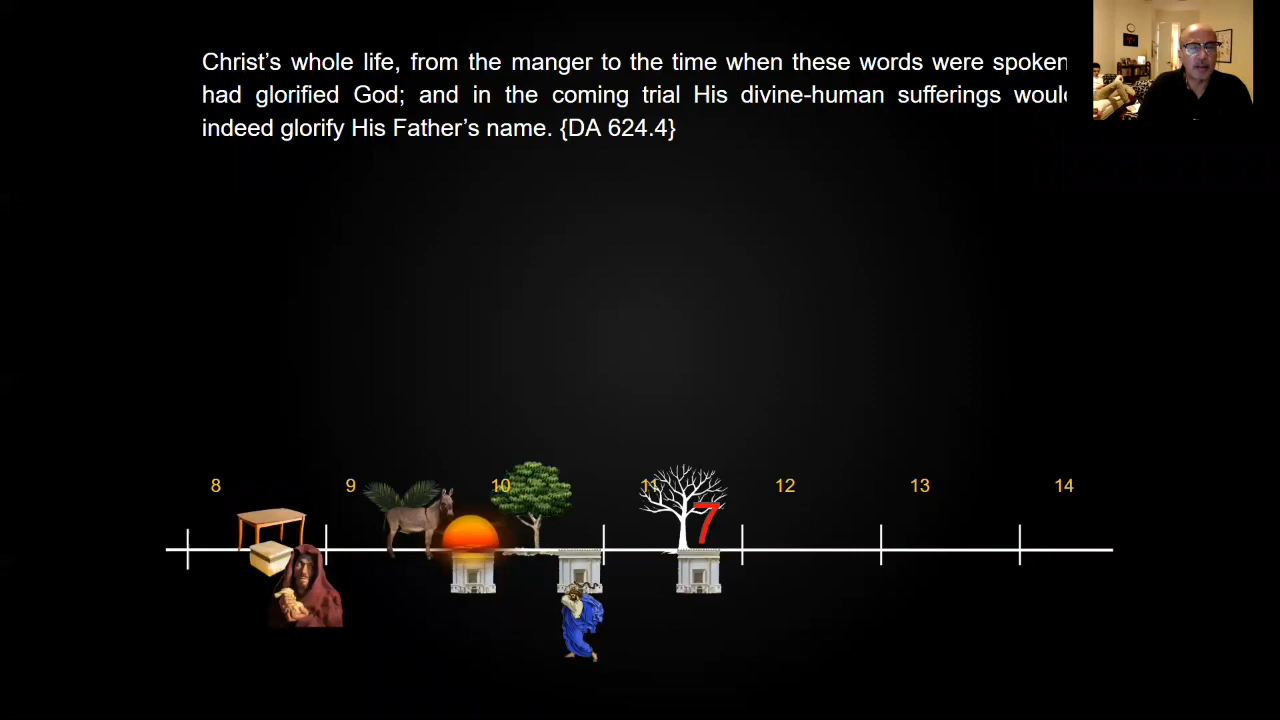 Christ’s whole life, from the manger to the time when these words were spoken
had glorified God; and in the coming trial His divine-human sufferings would
indeed glorify His Father’s name. {DA 624.4}
8 9 10 11 12 13 14
7